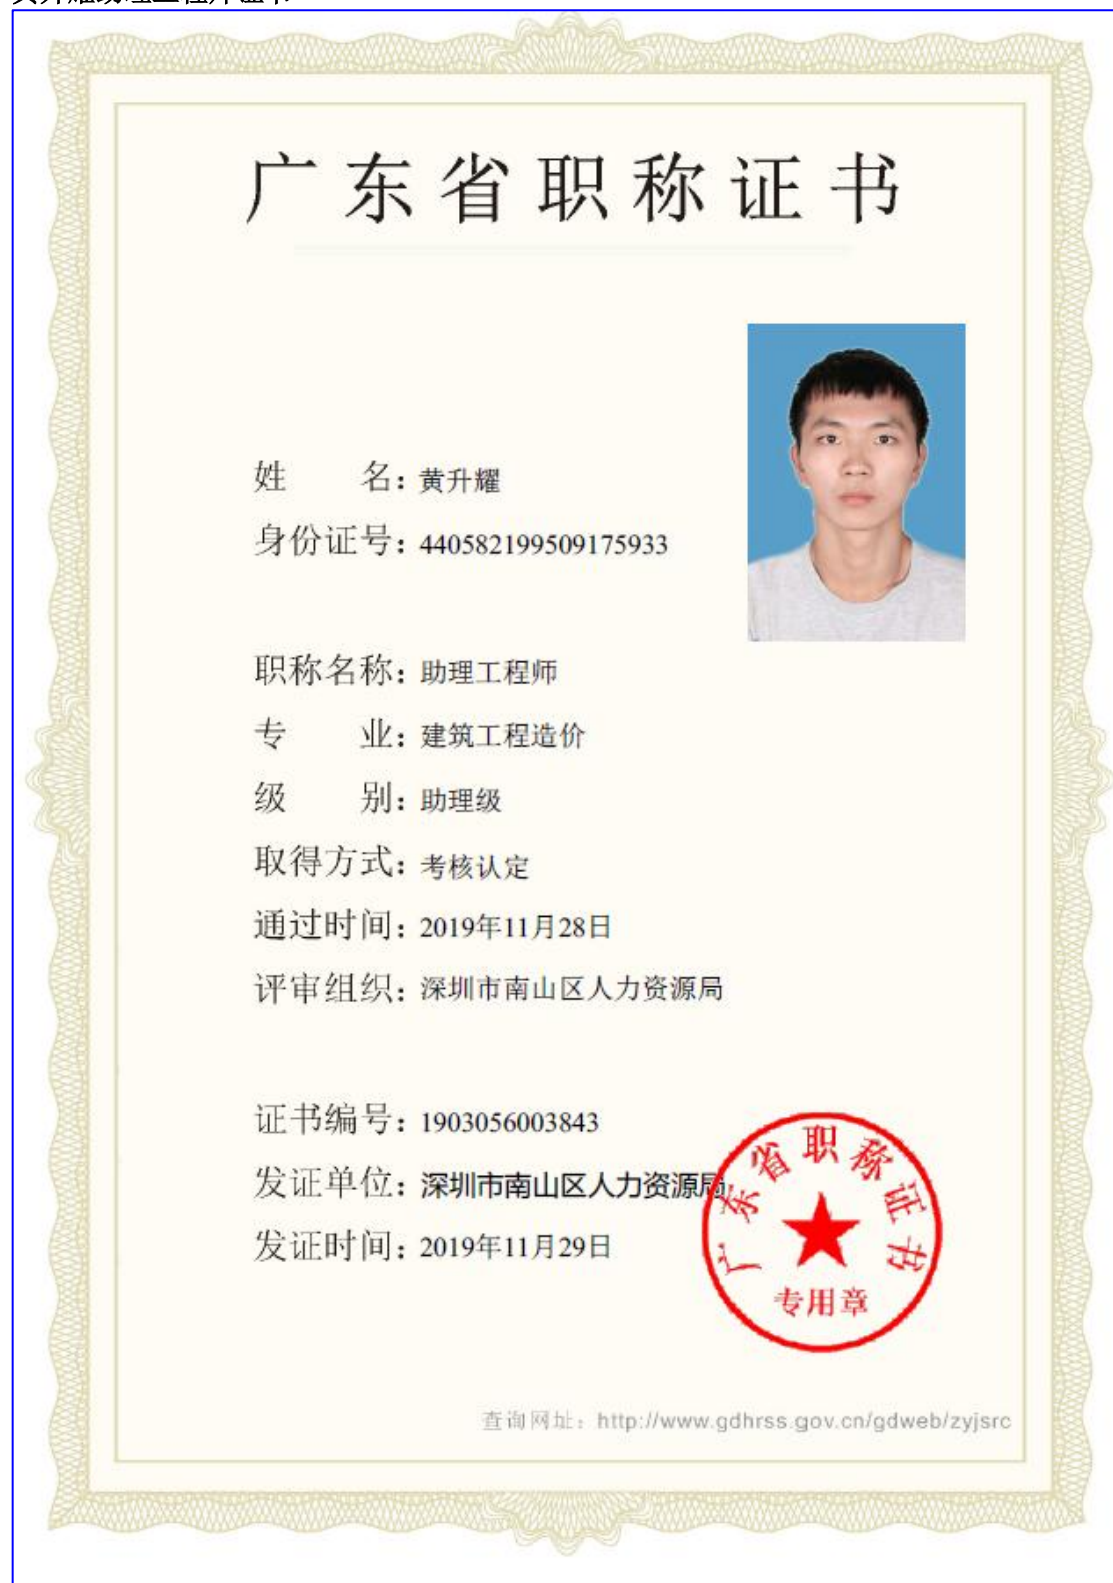 广东省职称证书
姓 名：黄升耀
身份证号：440582199509175933
职称名称：助理工程师
专 业：建筑工程造价
级 别：助理级
取得方式：考核认定
通过时间：2019年11月28日
评审组织：深圳市南山区人力资源局
证书编号：1903056003843
发证单位：深圳市南山区人力资源局
发证时间：2019年11月29日
广东省职称证书
专用章
查询网址：http://www.gdhrss.gov.cn/gdweb/zyjsrc